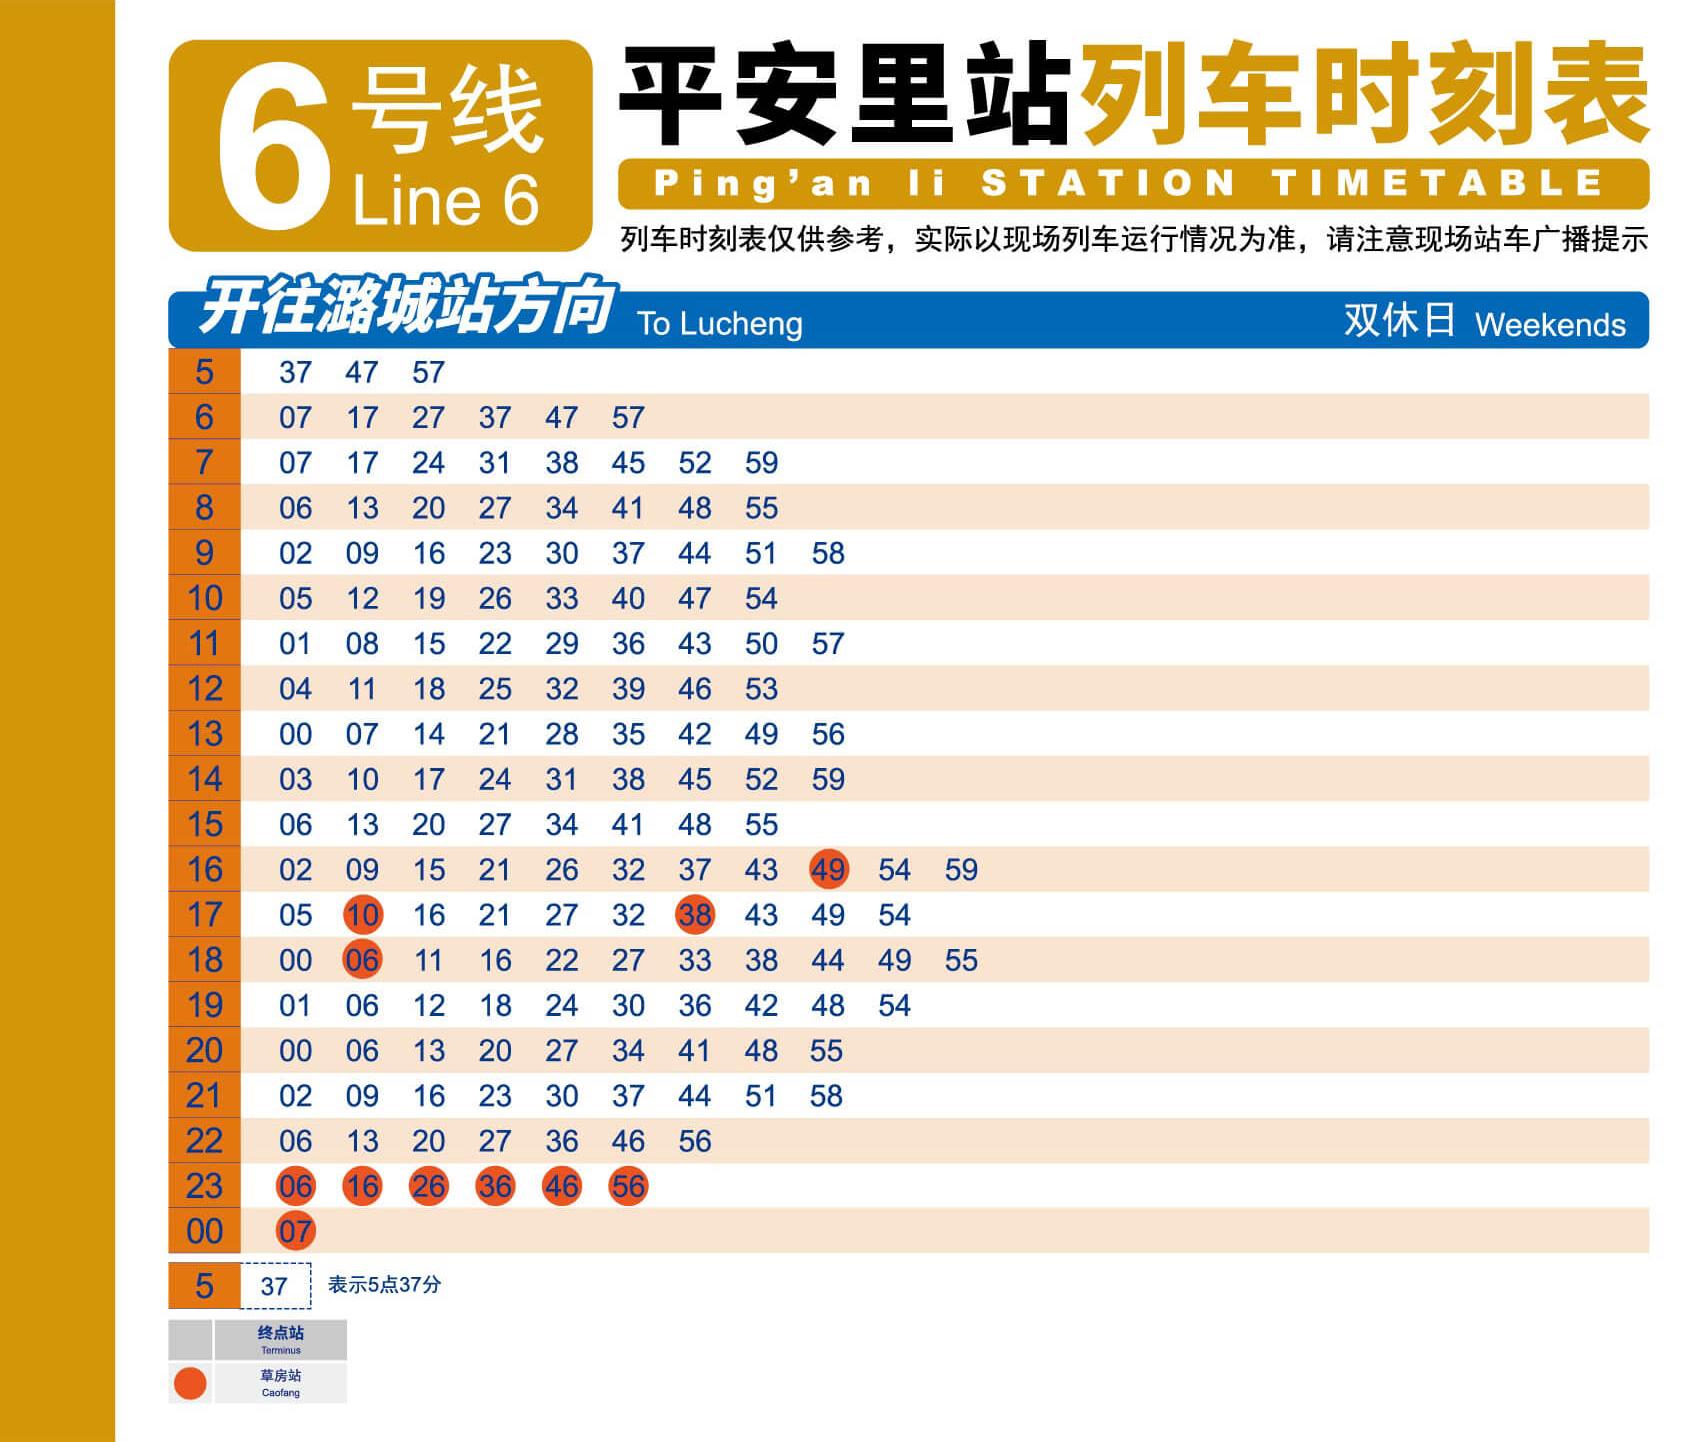 6号线
Line 6
平安里站列车时刻表
Ping’an li STATION TIMETABLE
列车时刻表仅供参考，实际以现场列车运行情况为准，请注意现场站车广播提示
开往潞城站方向 To Lucheng 双休日 Weekends
5 37 47 57
6 07 17 27 37 47 57
7 07 17 24 31 38 45 52 59
8 06 13 20 27 34 41 48 55
9 02 09 16 23 30 37 44 51 58
10 05 12 19 26 33 40 47 54
11 01 08 15 22 29 36 43 50 57
12 04 11 18 25 32 39 46 53
13 00 07 14 21 28 35 42 49 56
14 03 10 17 24 31 38 45 52 59
15 06 13 20 27 34 41 48 55
16 02 09 15 21 26 32 37 43 49 54 59
17 05 10 16 21 27 32 38 43 49 54
18 00 06 11 16 22 27 33 38 44 49 55
19 01 06 12 18 24 30 36 42 48 54
20 00 06 13 20 27 34 41 48 55
21 02 09 16 23 30 37 44 51 58
22 06 13 20 27 36 46 56
23 06 16 26 36 46 56
00 07
5 37 表示5点37分
终点站
Terminus
草房站
Caofang